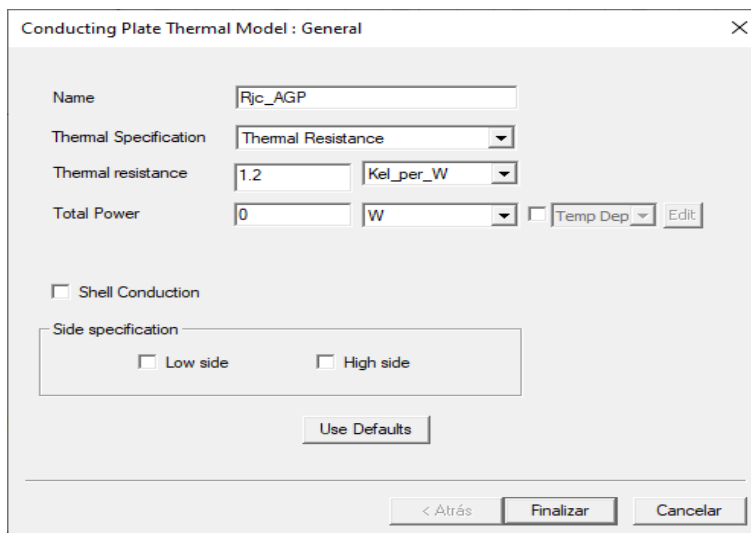 Conducting Plate Thermal Model : General
Name Rjc_AGP
Thermal Specification Thermal Resistance
Thermal resistance 1.2 Kel_per_W
Total Power 0 W Temp Dep Edit
Shell Conduction
Side specification
Low side High side
Use Defaults
< Atrás Finalizar Cancelar